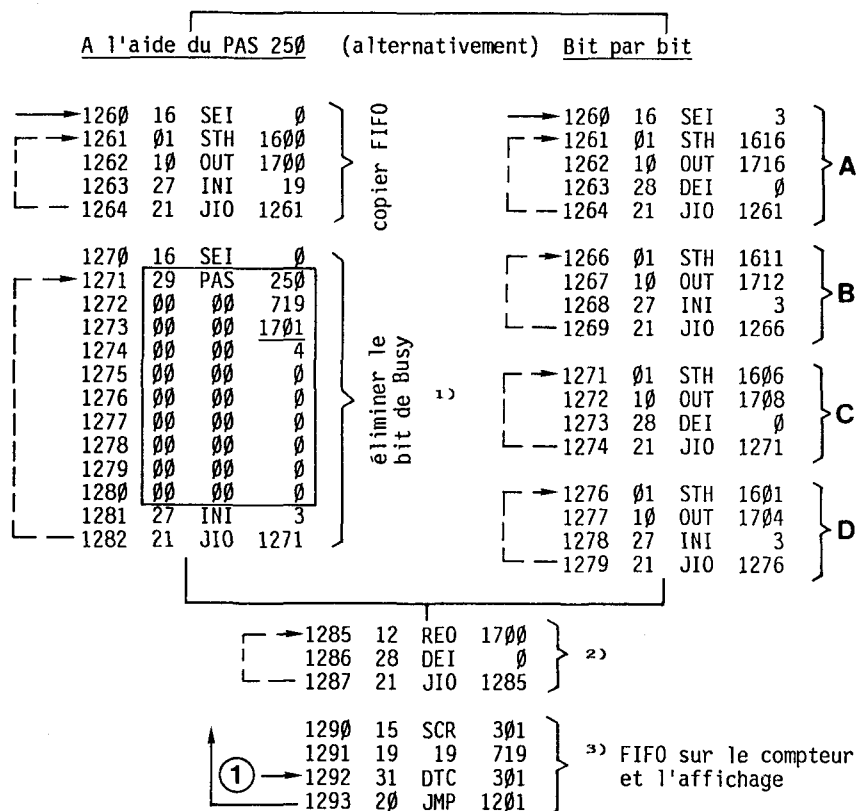 A l'aide du PAS 25Ø (alternativement) Bit par bit
126Ø 16 SEI Ø
1261 Ø1 STH 16ØØ
1262 1Ø OUT 17ØØ
1263 27 INI 19
1264 21 JIO 1261
copier FIFO
127Ø 16 SEI Ø
1271 29 PAS 25Ø
1272 ØØ ØØ 719
1273 ØØ ØØ 17Ø1
1274 ØØ ØØ 4
1275 ØØ ØØ Ø
1276 ØØ ØØ Ø
1277 ØØ ØØ Ø
1278 ØØ ØØ Ø
1279 ØØ ØØ Ø
128Ø ØØ ØØ Ø
1281 27 INI 3
1282 21 JIO 1271
éliminer le
bit de Busy
1)
126Ø 16 SEI 3
1261 Ø1 STH 1616
1262 1Ø OUT 1716
1263 28 DEI Ø
1264 21 JIO 1261
A
1266 Ø1 STH 1611
1267 1Ø OUT 1712
1268 27 INI 3
1269 21 JIO 1266
B
1271 Ø1 STH 16Ø6
1272 1Ø OUT 17Ø8
1273 28 DEI Ø
1274 21 JIO 1271
C
1276 Ø1 STH 16Ø1
1277 1Ø OUT 17Ø4
1278 27 INI 3
1279 21 JIO 1276
D
1285 12 REO 17ØØ
1286 28 DEI Ø
1287 21 JIO 1285
2)
129Ø 15 SCR 3Ø1
1291 19 19 719
1 1292 31 DTC 3Ø1
1293 2Ø JMP 12Ø1
3) FIFO sur le compteur
et l'affichage